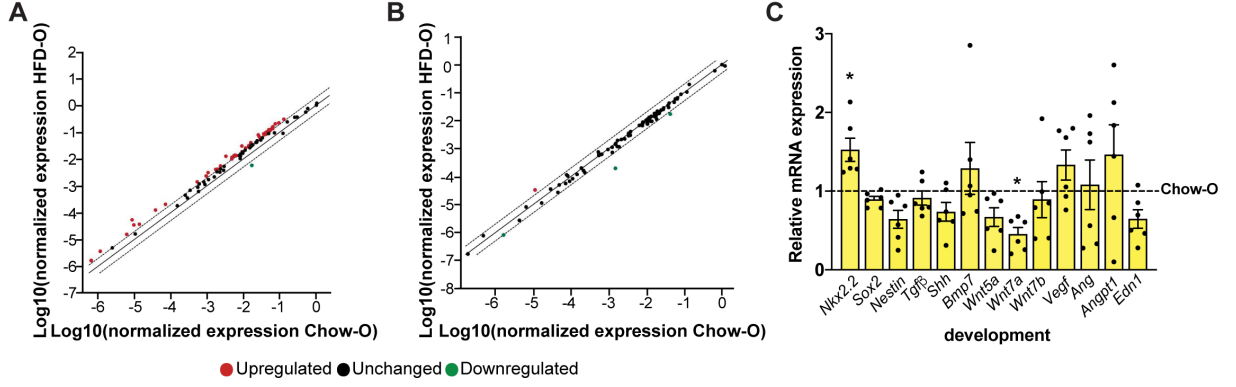 A
Log10(normalized expression HFD-O)
2
1
0
-1
-2
-3
-4
-5
-6
-7
-6
-5
-4
-3
-2
-1
0
Log10(normalized expression Chow-O)
B
Log10(normalized expression HFD-O)
1
0
-1
-2
-3
-4
-5
-6
-7
-8
-6
-5
-4
-3
-2
-1
0
Log10(normalized expression Chow-O)
Upregulated
Unchanged
Downregulated
C
Relative mRNA expression
3
2
1
0
*
*
Chow-O
Nkx2.2
Sox2
Nestin
Tgfβ
Shh
Bmp7
Wnt5a
Wnt7a
Wnt7b
Vegf
Ang
Angpt1
Edn1
development